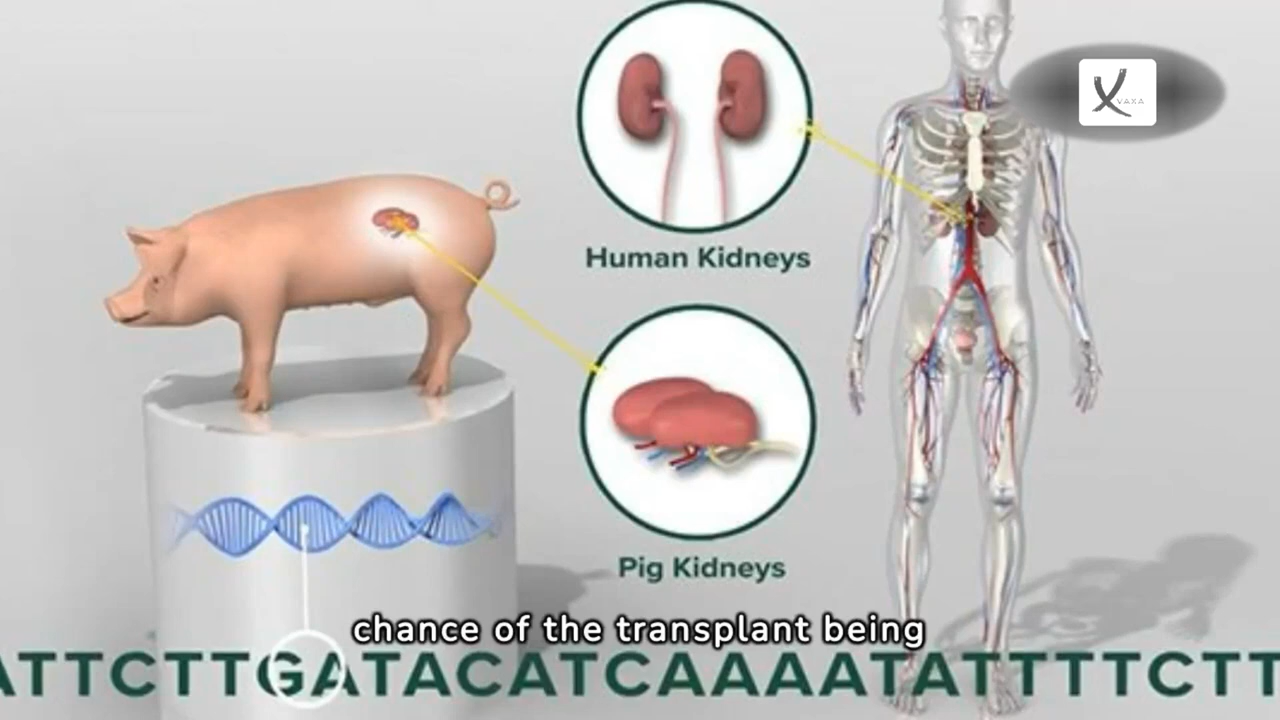 VAXA
Human Kidneys
Pig Kidneys
chance of the transplant being
ATTCTTGATACATCAAAATATTTTCTT